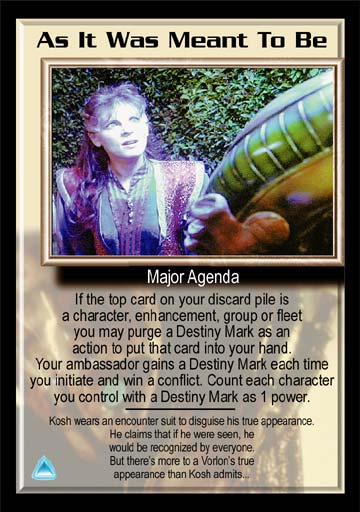 As It Was Meant To Be
Major Agenda
If the top card on your discard pile is
a character, enhancement, group or fleet
you may purge a Destiny Mark as an
action to put that card into your hand.
Your ambassador gains a Destiny Mark each time
you initiate and win a conflict. Count each character
you control with a Destiny Mark as 1 power.
Kosh wears an encounter suit to disguise his true appearance.
He claims that if he were seen, he
would be recognized by everyone.
But there's more to a Vorlon's true
appearance than Kosh admits...